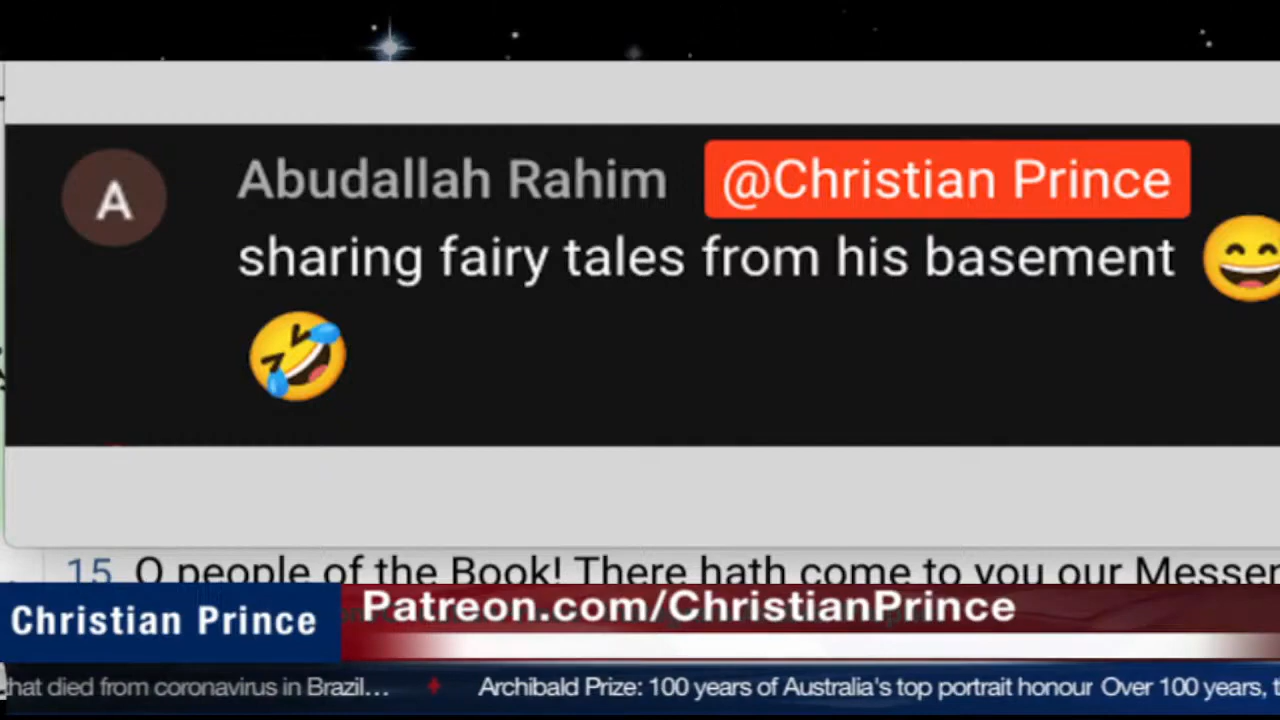 A
Abudallah Rahim @Christian Prince
sharing fairy tales from his basement
15 O people of the Book! There hath come to you our
Christian Prince
Patreon.com/ChristianPrince
that died from coronavirus in Brazil... Archibald Prize: 100 years of Australia's top portrait honour Over 100 years,